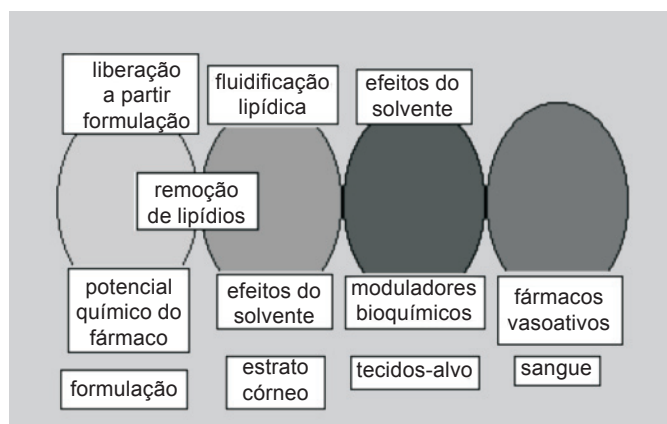 liberação
a partir
formulação
fluidificação
lipídica
efeitos do
solvente
remoção
de lipídios
potencial
químico do
fármaco
efeitos do
solvente
moduladores
bioquímicos
fármacos
vasoativos
formulação
estrato
córneo
tecidos-alvo
sangue